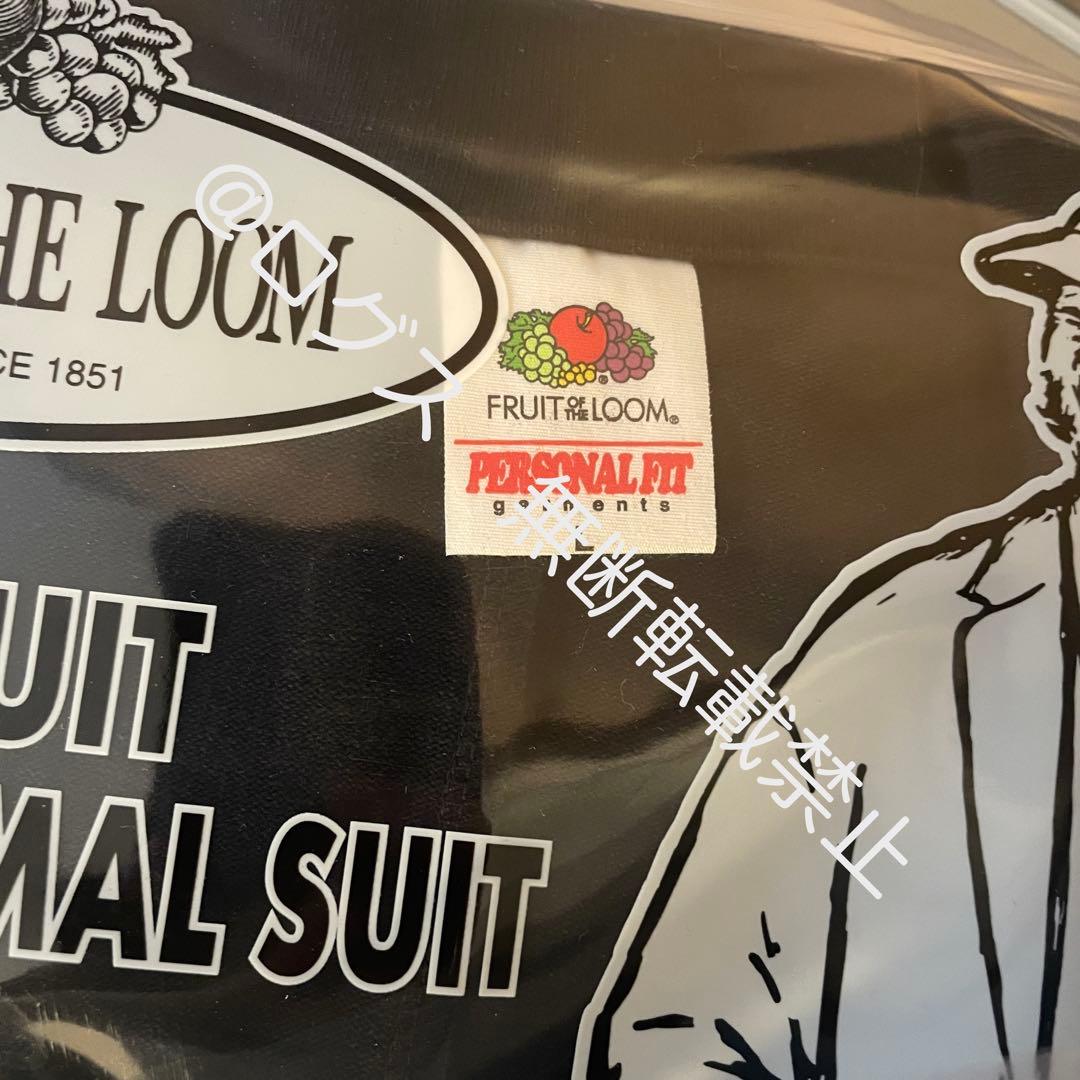 HE LOOM
CE 1851
FRUIT OF THE LOOM®
PERSONAL FIT
garments
L
UIT
MAL SUIT
@ログス
無断転載禁止